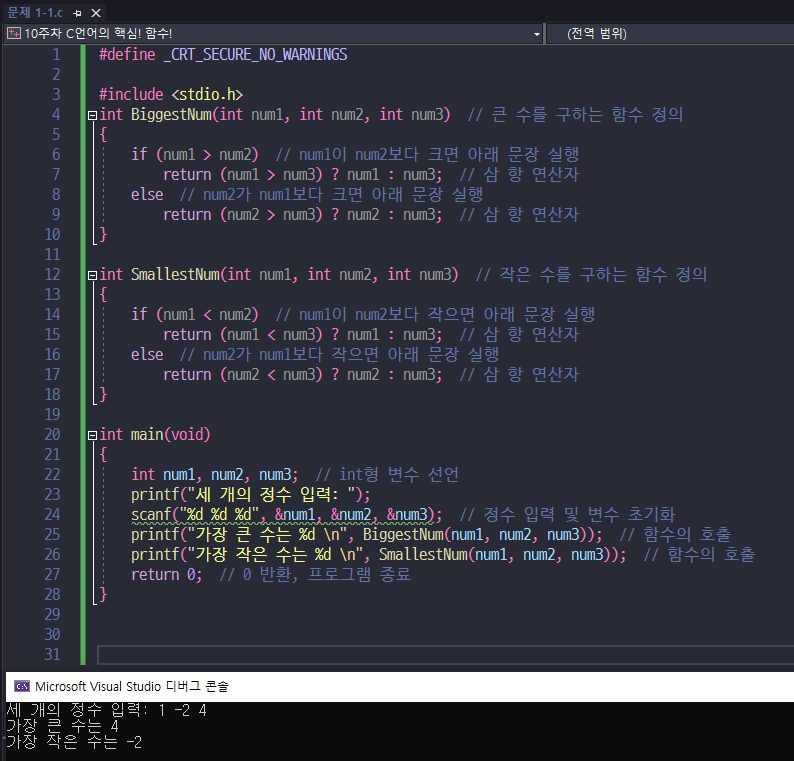 문제 1-1.c
10주차 C언어의 핵심! 함수! (전역 범위)
1 #define _CRT_SECURE_NO_WARNINGS
2
3 #include <stdio.h>
4 int BiggestNum(int num1, int num2, int num3) // 큰 수를 구하는 함수 정의
5 {
6 if (num1 > num2) // num1이 num2보다 크면 아래 문장 실행
7 return (num1 > num3) ? num1 : num3; // 삼 항 연산자
8 else // num2가 num1보다 크면 아래 문장 실행
9 return (num2 > num3) ? num2 : num3; // 삼 항 연산자
10 }
11
12 int SmallestNum(int num1, int num2, int num3) // 작은 수를 구하는 함수 정의
13 {
14 if (num1 < num2) // num1이 num2보다 작으면 아래 문장 실행
15 return (num1 < num3) ? num1 : num3; // 삼 항 연산자
16 else // num2가 num1보다 작으면 아래 문장 실행
17 return (num2 < num3) ? num2 : num3; // 삼 항 연산자
18 }
19
20 int main(void)
21 {
22 int num1, num2, num3; // int형 변수 선언
23 printf("세 개의 정수 입력: ");
24 scanf("%d %d %d", &num1, &num2, &num3); // 정수 입력 및 변수 초기화
25 printf("가장 큰 수는 %d \n", BiggestNum(num1, num2, num3)); // 함수의 호출
26 printf("가장 작은 수는 %d \n", SmallestNum(num1, num2, num3)); // 함수의 호출
27 return 0; // 0 반환, 프로그램 종료
28 }
29
30
31
Microsoft Visual Studio 디버그 콘솔
세 개의 정수 입력: 1 -2 4
가장 큰 수는 4
가장 작은 수는 -2